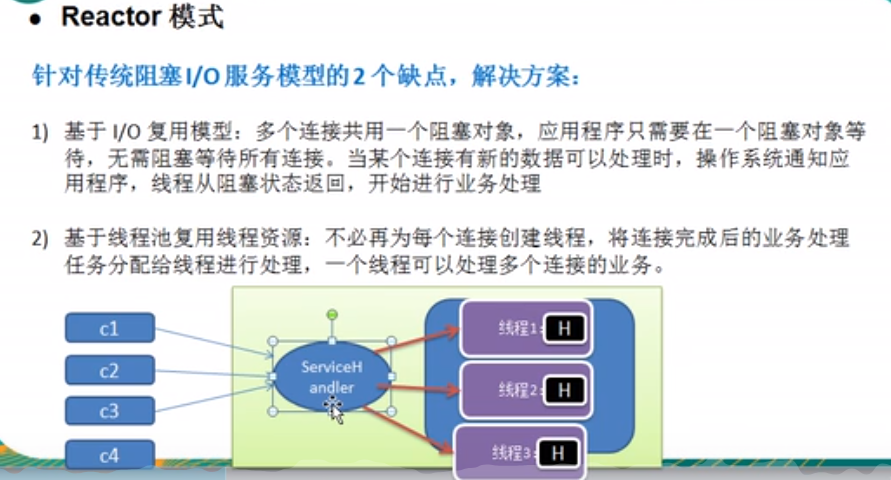 ● Reactor 模式
针对传统阻塞I/O服务模型的2个缺点，解决方案：
1) 基于 I/O 复用模型：多个连接共用一个阻塞对象，应用程序只需要在一个阻塞对象等
待，无需阻塞等待所有连接。当某个连接有新的数据可以处理时，操作系统通知应
用程序，线程从阻塞状态返回，开始进行业务处理
2) 基于线程池复用线程资源：不必再为每个连接创建线程，将连接完成后的业务处理
任务分配给线程进行处理，一个线程可以处理多个连接的业务。
c1
c2
c3
c4
ServiceH
andler
线程1: H
线程2: H
线程3: H